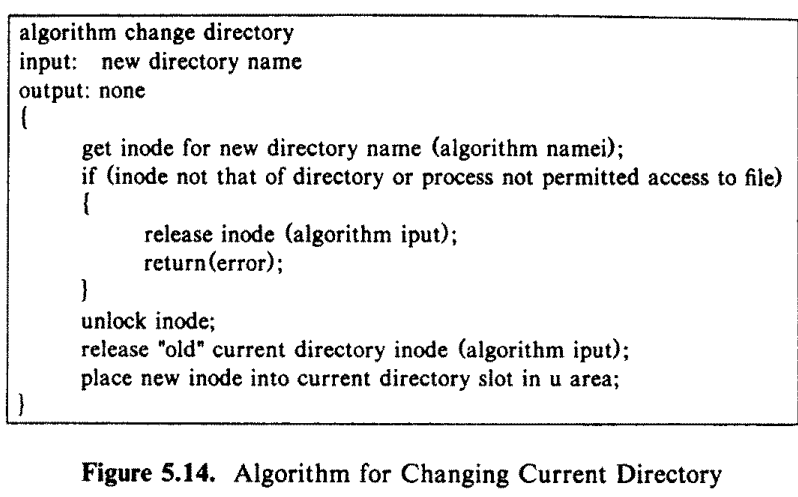 algorithm change directory
input: new directory name
output: none
{
get inode for new directory name (algorithm namei);
if (inode not that of directory or process not permitted access to file)
{
release inode (algorithm iput);
return(error);
}
unlock inode;
release "old" current directory inode (algorithm iput);
place new inode into current directory slot in u area;
}
Figure 5.14. Algorithm for Changing Current Directory